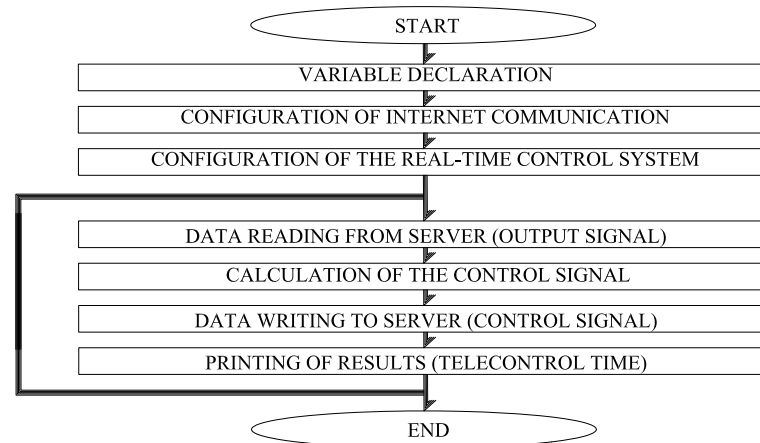 START
VARIABLE DECLARATION
CONFIGURATION OF INTERNET COMMUNICATION
CONFIGURATION OF THE REAL-TIME CONTROL SYSTEM
DATA READING FROM SERVER (OUTPUT SIGNAL)
CALCULATION OF THE CONTROL SIGNAL
DATA WRITING TO SERVER (CONTROL SIGNAL)
PRINTING OF RESULTS (TELECONTROL TIME)
END